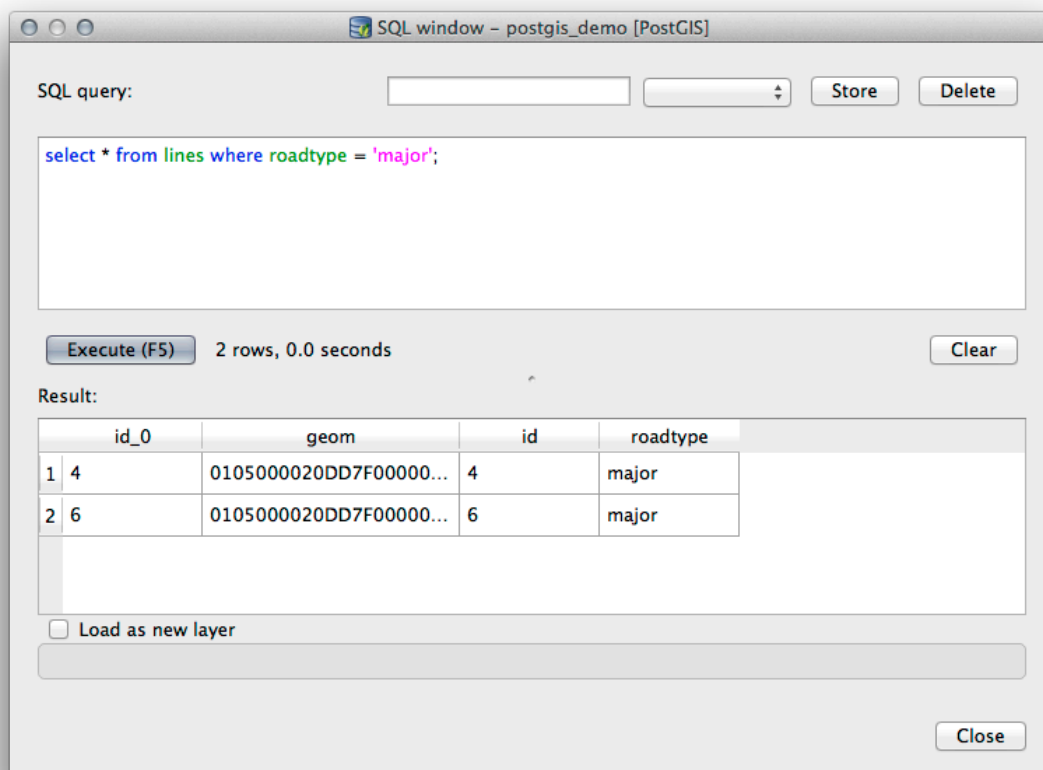 SQL window – postgis_demo [PostGIS]
SQL query:
Store
Delete
select * from lines where roadtype = 'major';
Execute (F5)
2 rows, 0.0 seconds
Clear
Result:
id_0 geom id roadtype
1 4 0105000020DD7F00000... 4 major
2 6 0105000020DD7F00000... 6 major
Load as new layer
Close